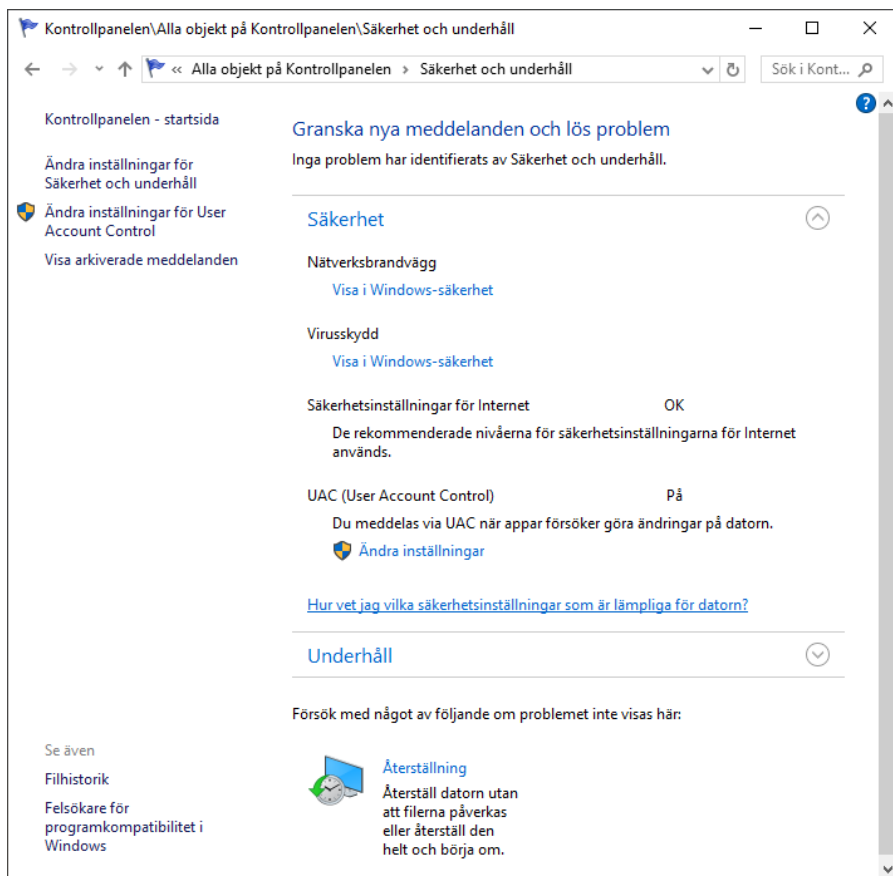 Kontrollpanelen\Alla objekt på Kontrollpanelen\Säkerhet och underhåll
« Alla objekt på Kontrollpanelen › Säkerhet och underhåll
Sök i Kont...
Kontrollpanelen - startsida
Ändra inställningar för
Säkerhet och underhåll
Ändra inställningar för User
Account Control
Visa arkiverade meddelanden
Granska nya meddelanden och lös problem
Inga problem har identifierats av Säkerhet och underhåll.
Säkerhet
Nätverksbrandvägg
Visa i Windows-säkerhet
Virusskydd
Visa i Windows-säkerhet
Säkerhetsinställningar för Internet OK
De rekommenderade nivåerna för säkerhetsinställningarna för Internet
används.
UAC (User Account Control) På
Du meddelas via UAC när appar försöker göra ändringar på datorn.
Ändra inställningar
Hur vet jag vilka säkerhetsinställningar som är lämpliga för datorn?
Underhåll
Försök med något av följande om problemet inte visas här:
Återställning
Återställ datorn utan
att filerna påverkas
eller återställ den
helt och börja om.
Se även
Filhistorik
Felsökare för
programkompatibilitet i
Windows